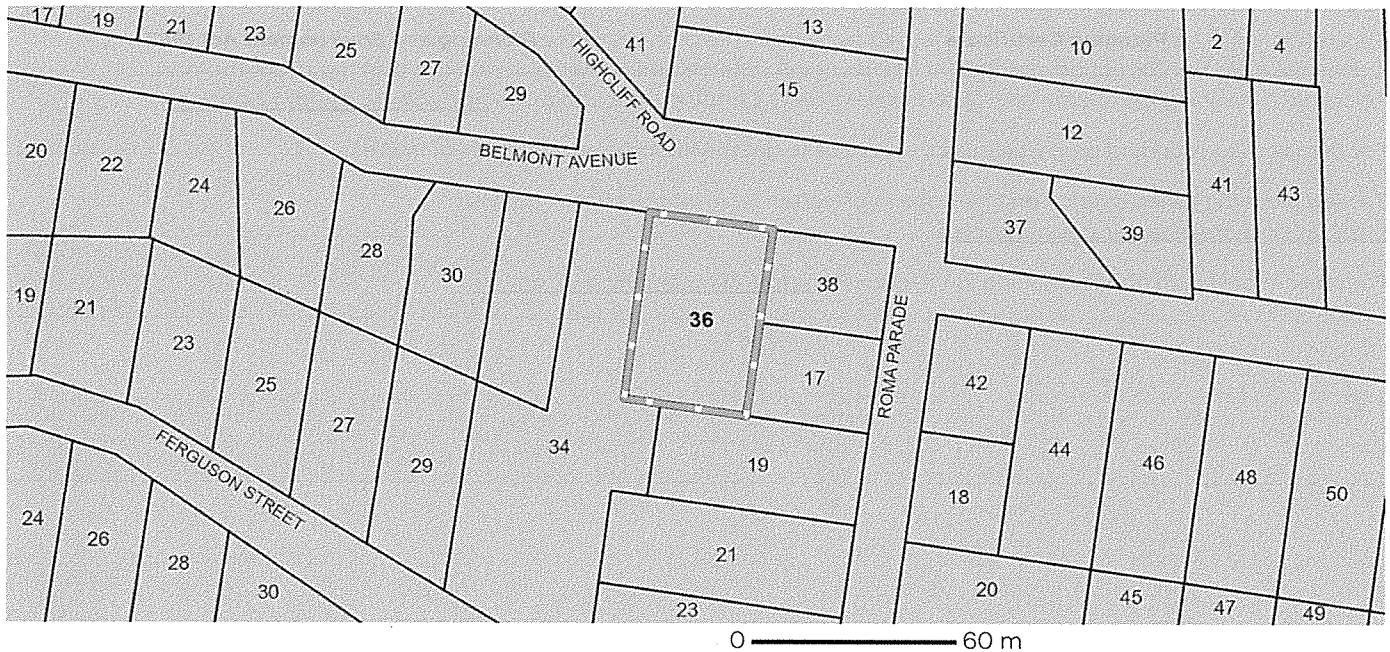 17 19 21 23 25 27 29 41 13 15 10 2 4
HIGHCLIFF ROAD
BELMONT AVENUE
12 41 43
20 22 24 26 28 30 37 39
36 38
19 21 23 25 27 29 34 17
ROMA PARADE
42 44 46 48 50
FERGUSON STREET
19 18
24 26 28 30 21 23
20 45 47 49
0 60 m